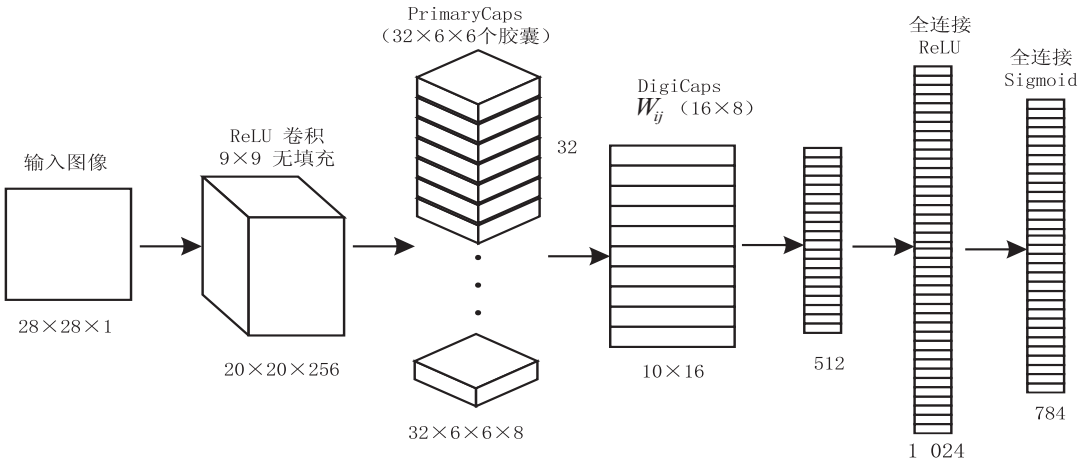 输入图像
28×28×1
ReLU 卷积
9×9 无填充
20×20×256
PrimaryCaps
(32×6×6个胶囊)
32
32×6×6×8
DigiCaps
W_ij (16×8)
10×16
512
全连接
ReLU
1 024
全连接
Sigmoid
784